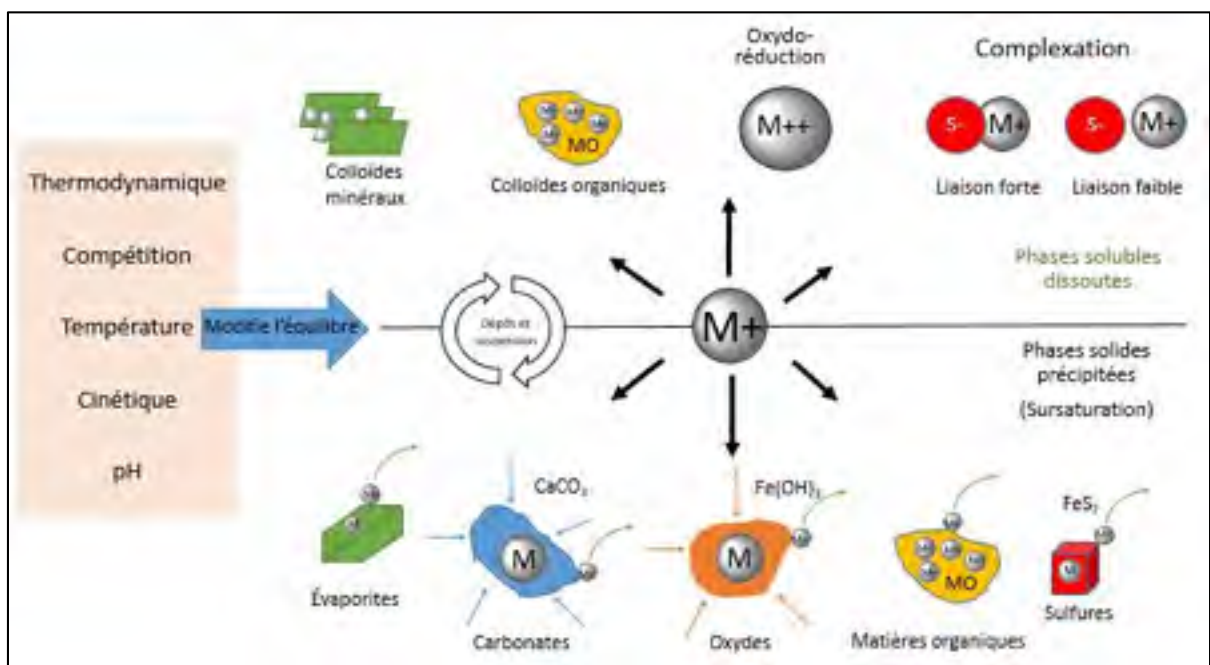 Thermodynamique
Compétition
Température
Cinétique
pH
Modifie l'équilibre
Colloïdes
minéraux
MO
Colloïdes organiques
Oxydo-
réduction
M++
Complexation
S-
M+
Liaison forte
S-
M+
Liaison faible
Phases solubles
dissoutes
Dépôt et
M+
Phases solides
précipitées
(Sursaturation)
M
Évaporites
CaCO₃
M
Carbonates
Fe(OH)₃
M
Oxydes
MO
Matières organiques
FeS₂
M
Sulfures